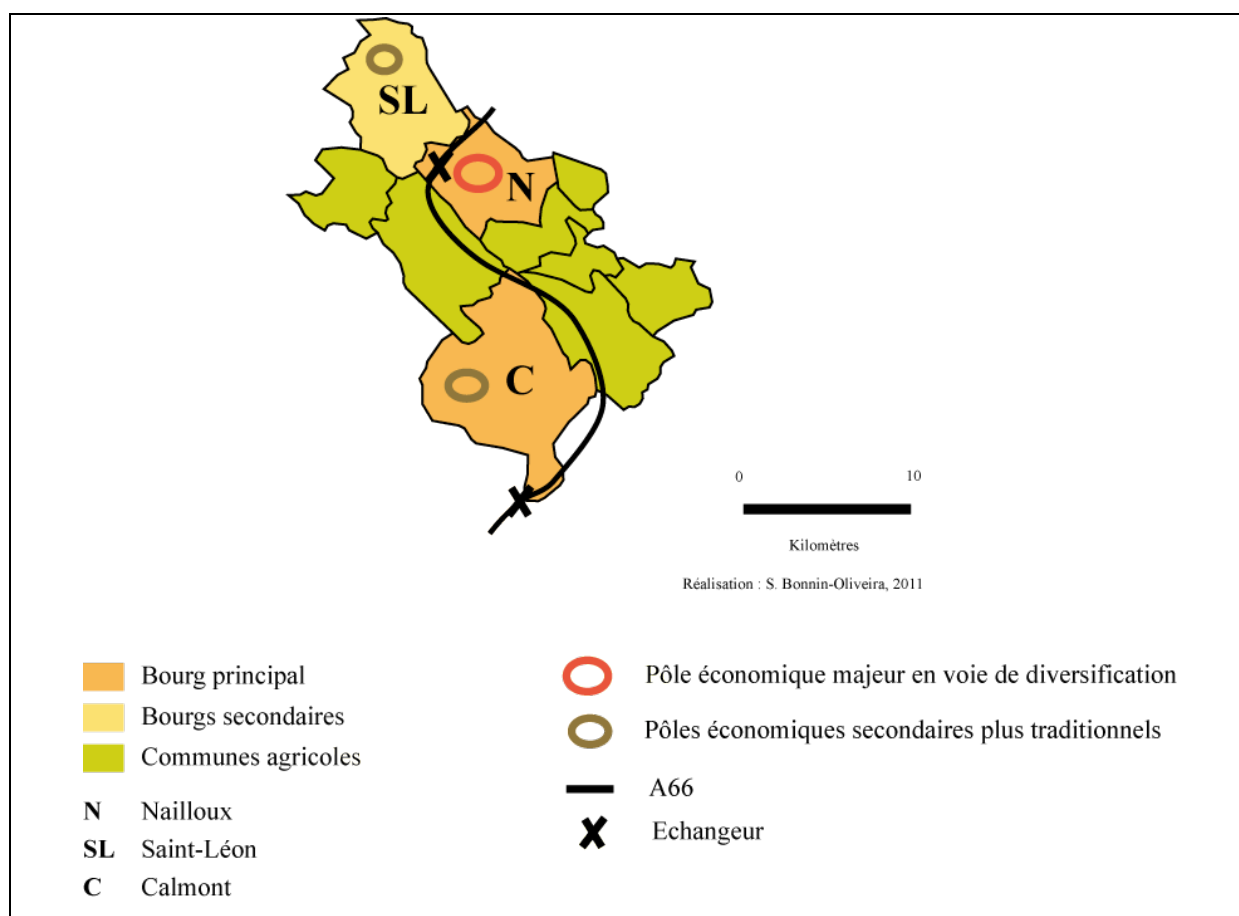 SL
N
C
0 10
Kilomètres
Réalisation : S. Bonnin-Oliveira, 2011
Bourg principal
Bourgs secondaires
Communes agricoles
N Nailloux
SL Saint-Léon
C Calmont
Pôle économique majeur en voie de diversification
Pôles économiques secondaires plus traditionnels
A66
Echangeur